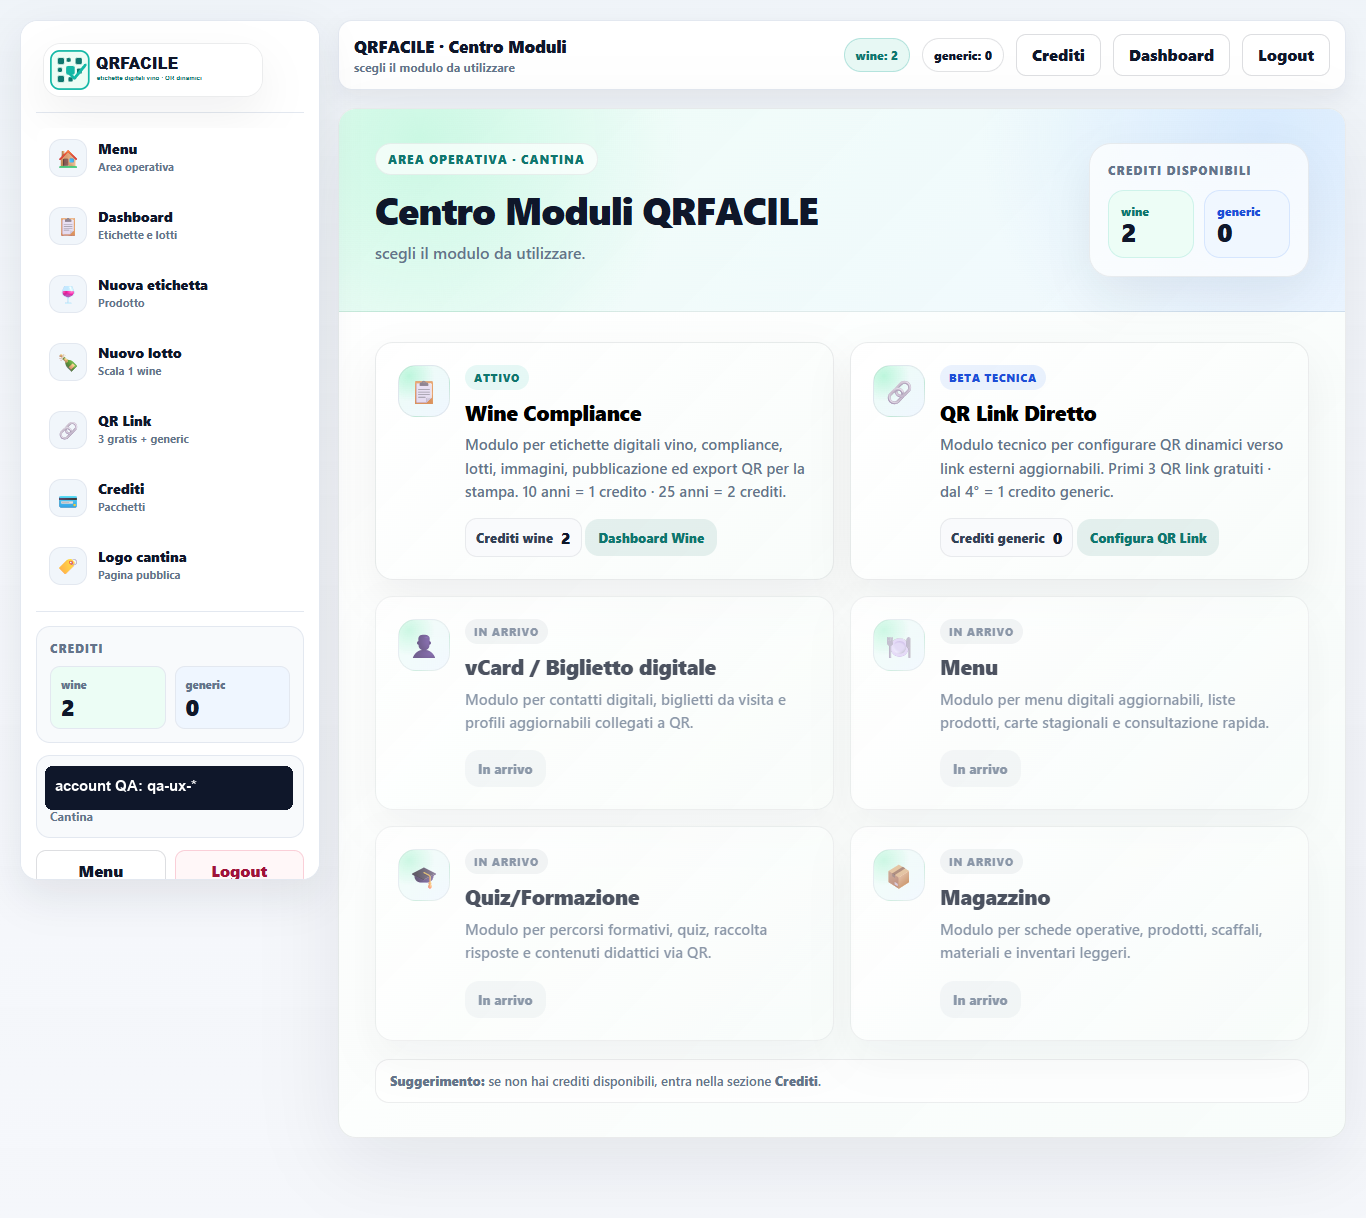 QRFACILE
etichette digitali vino · QR dinamici
Menu
Area operativa
Dashboard
Etichette e lotti
Nuova etichetta
Prodotto
Nuovo lotto
Scala 1 wine
QR Link
3 gratis + generic
Crediti
Pacchetti
Logo cantina
Pagina pubblica
CREDITI
wine
2
generic
0
account QA: qa-ux-*
Cantina
Menu
Logout
QRFACILE · Centro Moduli
scegli il modulo da utilizzare
wine: 2
generic: 0
Crediti
Dashboard
Logout
AREA OPERATIVA · CANTINA
Centro Moduli QRFACILE
scegli il modulo da utilizzare.
CREDITI DISPONIBILI
wine
2
generic
0
ATTIVO
Wine Compliance
Modulo per etichette digitali vino, compliance,
lotti, immagini, pubblicazione ed export QR per la
stampa. 10 anni = 1 credito · 25 anni = 2 crediti.
Crediti wine 2
Dashboard Wine
BETA TECNICA
QR Link Diretto
Modulo tecnico per configurare QR dinamici verso
link esterni aggiornabili. Primi 3 QR link gratuiti ·
dal 4° = 1 credito generic.
Crediti generic 0
Configura QR Link
IN ARRIVO
vCard / Biglietto digitale
Modulo per contatti digitali, biglietti da visita e
profili aggiornabili collegati a QR.
In arrivo
IN ARRIVO
Menu
Modulo per menu digitali aggiornabili, liste
prodotti, carte stagionali e consultazione rapida.
In arrivo
IN ARRIVO
Quiz/Formazione
Modulo per percorsi formativi, quiz, raccolta
risposte e contenuti didattici via QR.
In arrivo
IN ARRIVO
Magazzino
Modulo per schede operative, prodotti, scaffali,
materiali e inventari leggeri.
In arrivo
Suggerimento: se non hai crediti disponibili, entra nella sezione Crediti.